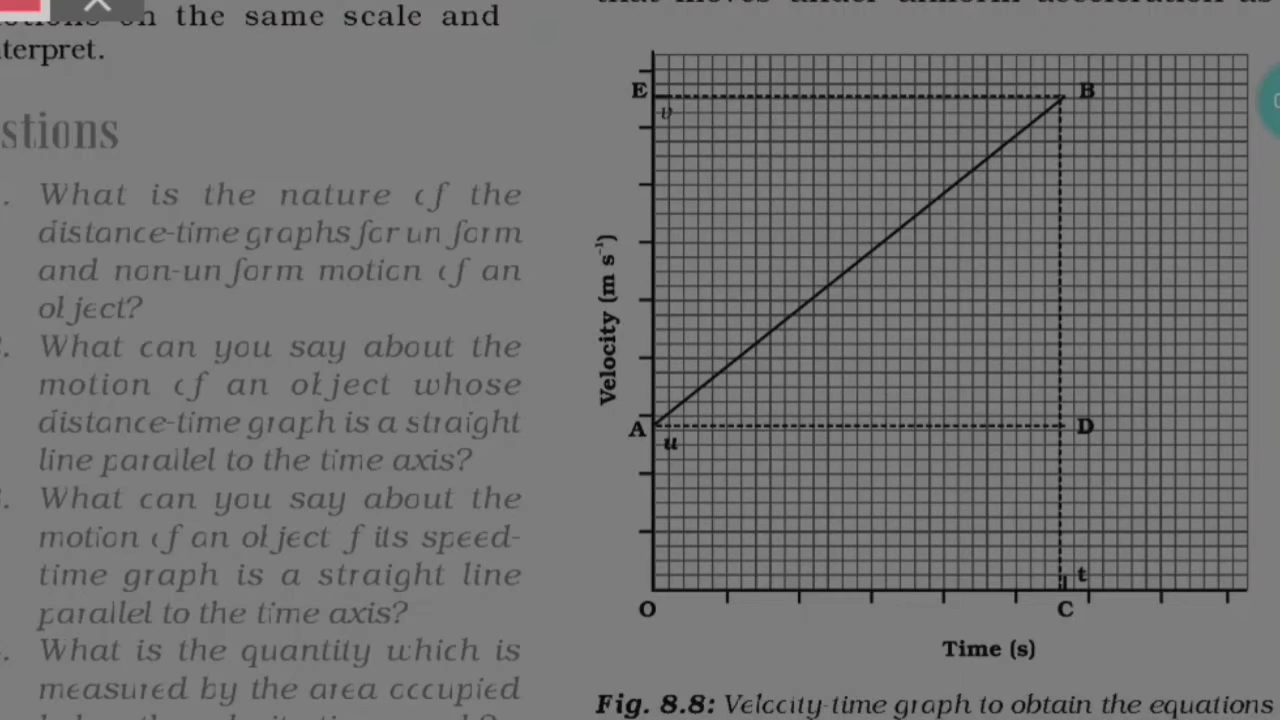 on the same scale and
terpret.
stions
What is the nature of the
distance-time graphs for uniform
and non-uniform motion of an
object?
What can you say about the
motion of an object whose
distance-time graph is a straight
line parallel to the time axis?
What can you say about the
motion of an object if its speed-
time graph is a straight line
parallel to the time axis?
What is the quantity which is
measured by the area occupied
E
v
B
Velocity (m s⁻¹)
A
u
D
t
O
C
Time (s)
Fig. 8.8: Velocity-time graph to obtain the equations